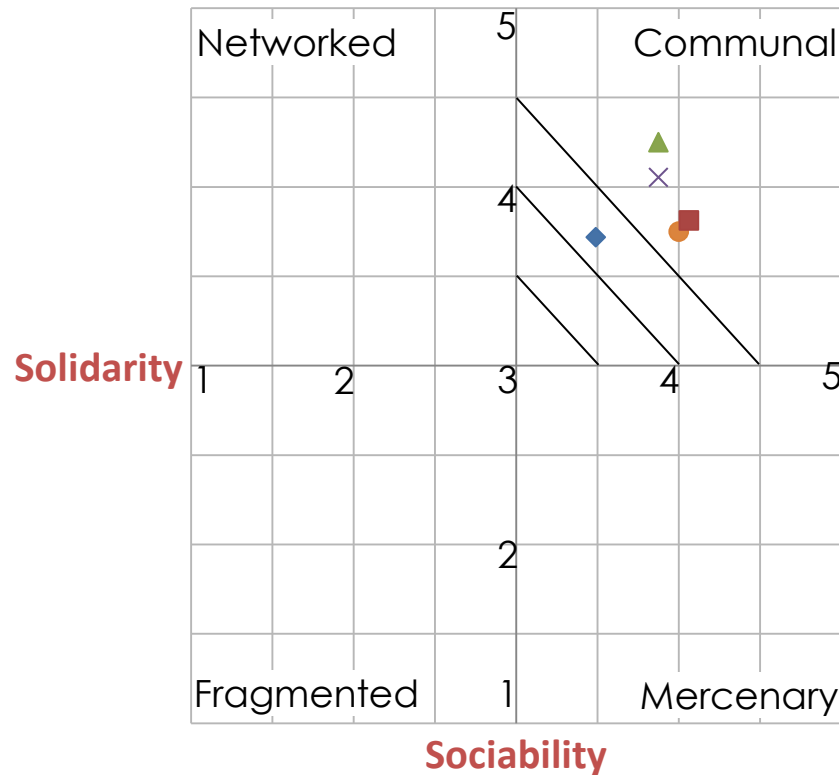 5
Networked Communal
4
Solidarity
1 2 3 4 5
2
Fragmented 1 Mercenary
Sociability